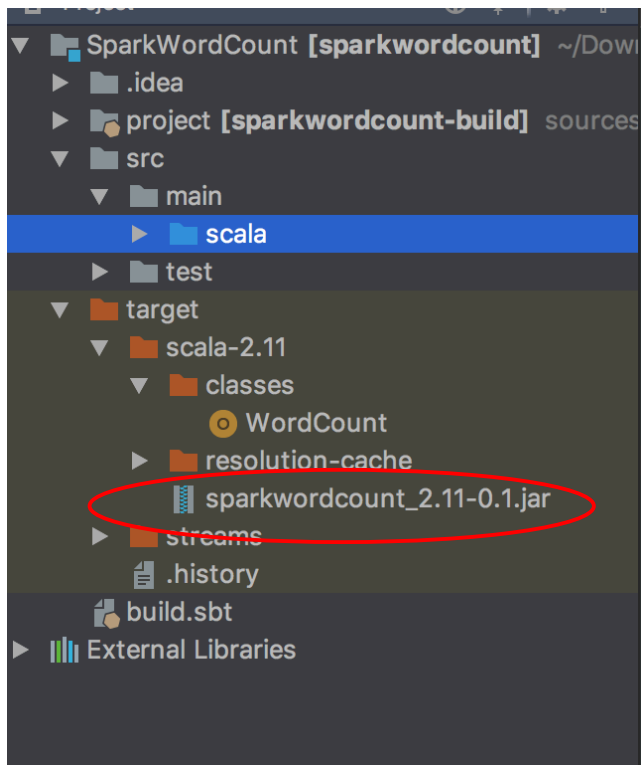 Project
SparkWordCount [sparkwordcount] ~/Dow
.idea
project [sparkwordcount-build] sources
src
main
scala
test
target
scala-2.11
classes
WordCount
resolution-cache
sparkwordcount_2.11-0.1.jar
streams
.history
build.sbt
External Libraries